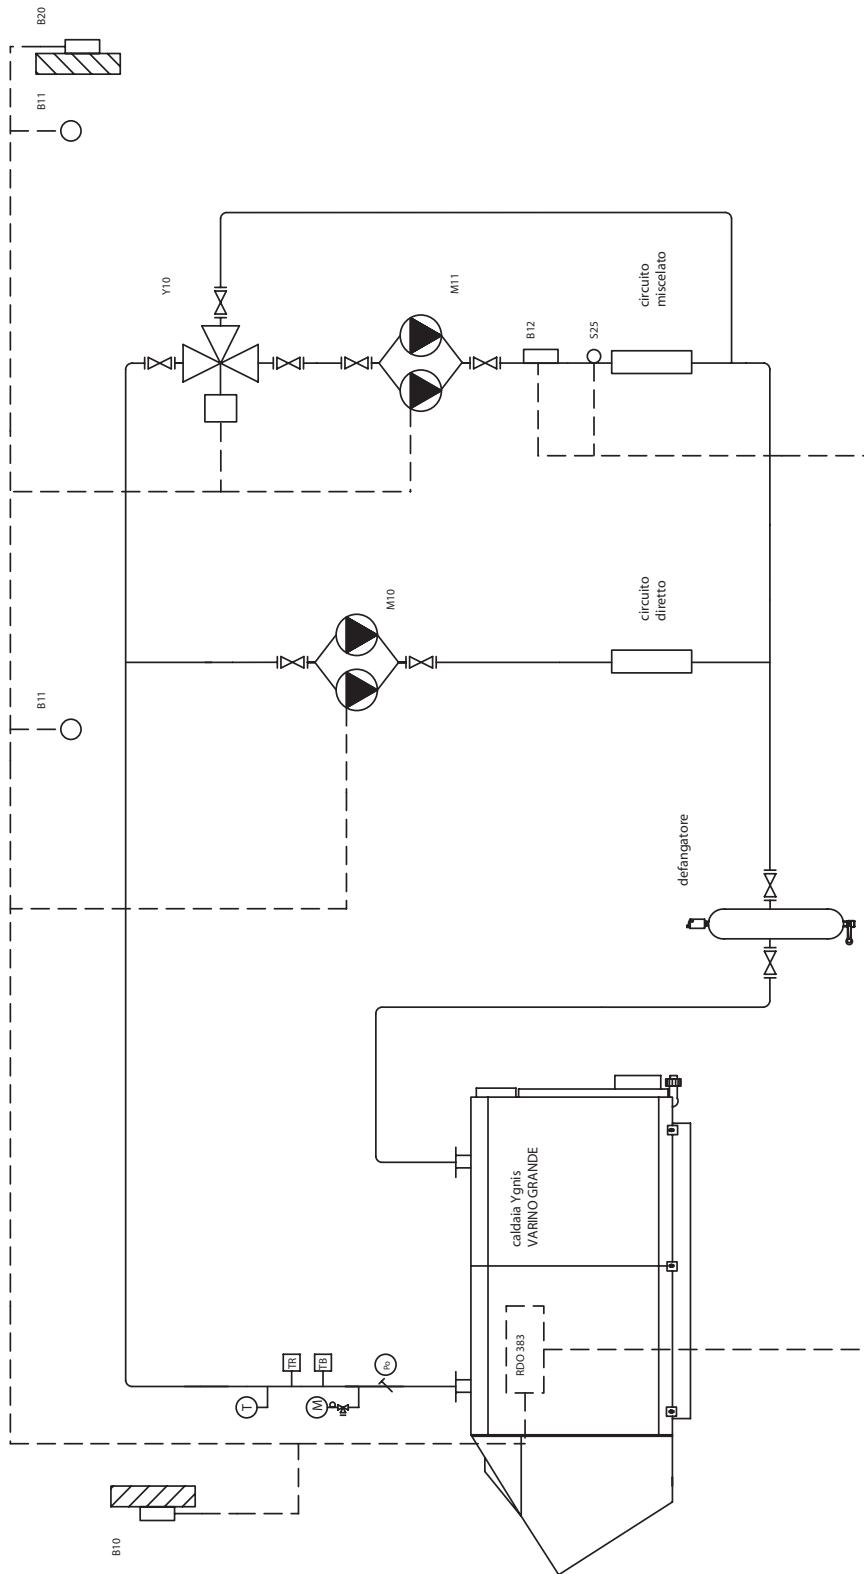 B20
B11
Y10
M11
B12
S25
circuito
miscelato
M10
circuito
diretto
B11
defangatore
caldaia Ygnis
VARINO GRANDE
RDO 383
TR
TB
T
M
Po
B10